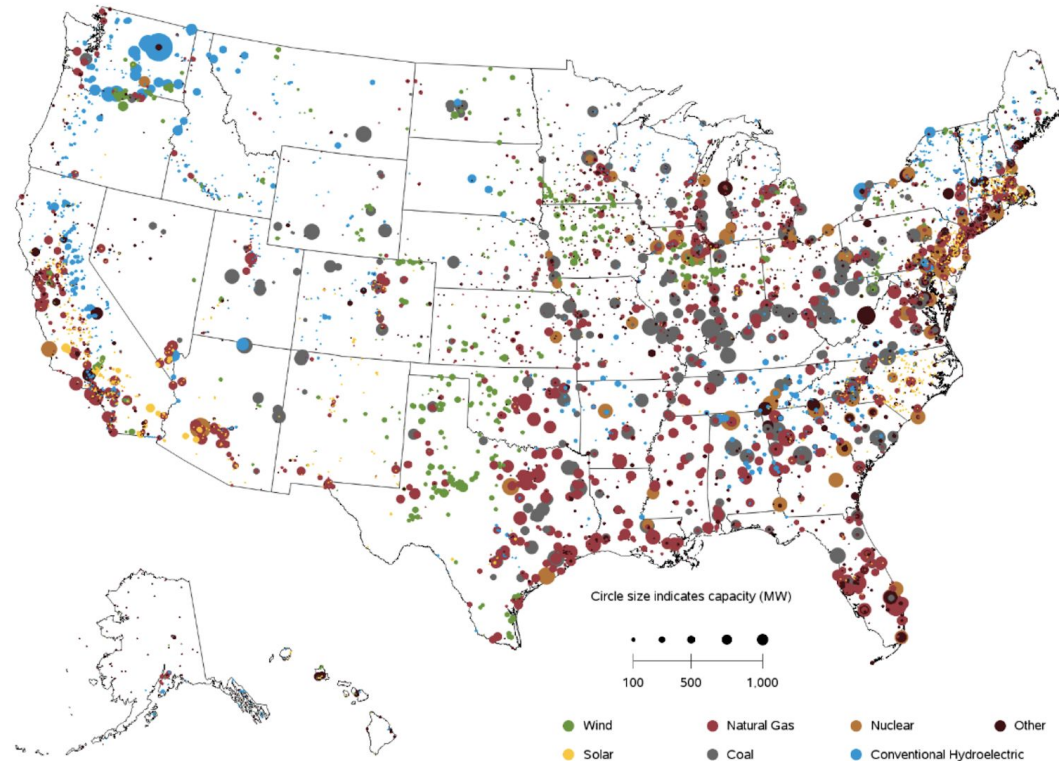 Circle size indicates capacity (MW)
100 500 1,000
Wind Natural Gas Nuclear Other
Solar Coal Conventional Hydroelectric